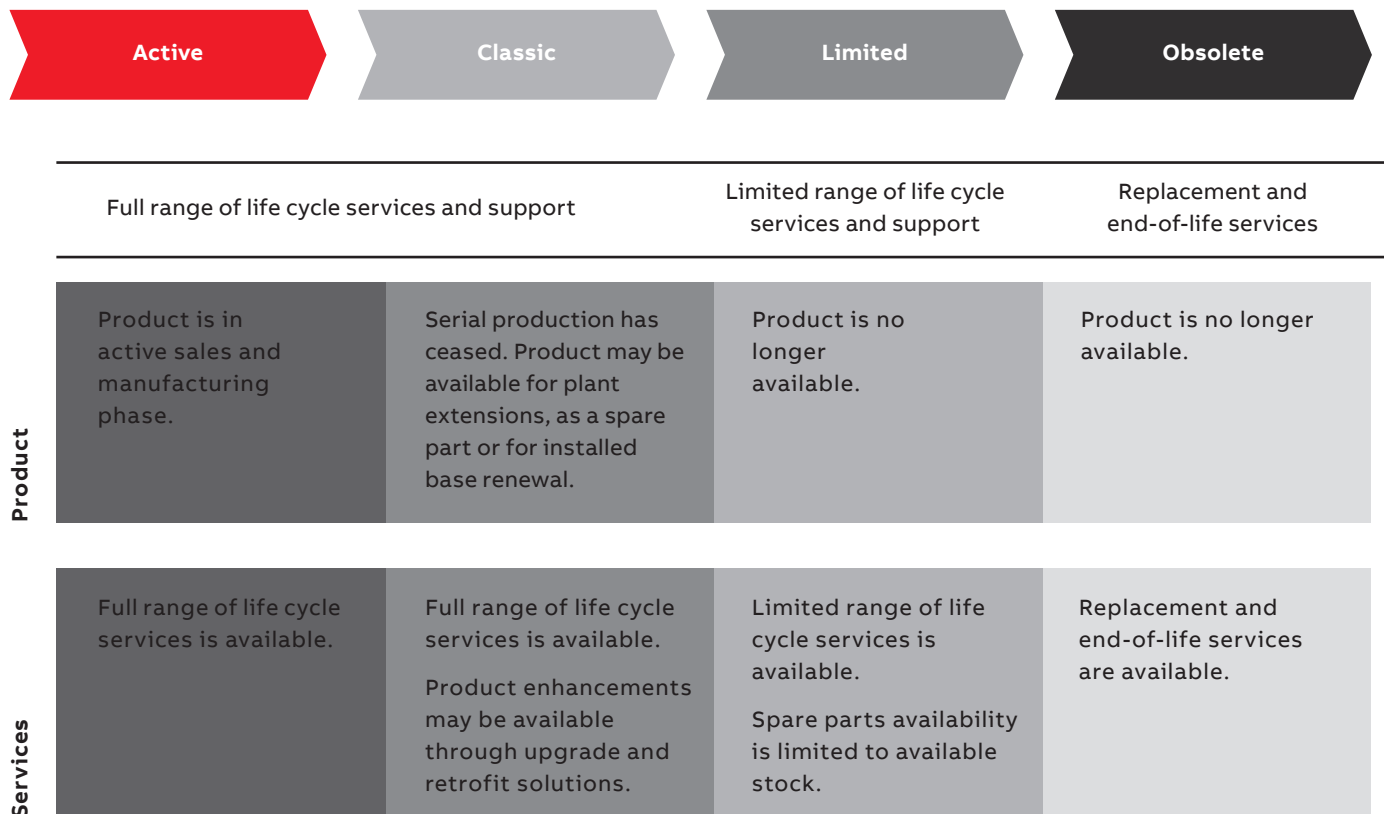 Active
Classic
Limited
Obsolete
Full range of life cycle services and support
Limited range of life cycle
services and support
Replacement and
end-of-life services
Product
Product is in
active sales and
manufacturing
phase.
Serial production has
ceased. Product may be
available for plant
extensions, as a spare
part or for installed
base renewal.
Product is no
longer
available.
Product is no longer
available.
Services
Full range of life cycle
services is available.
Full range of life cycle
services is available.
Product enhancements
may be available
through upgrade and
retrofit solutions.
Limited range of life
cycle services is
available.
Spare parts availability
is limited to available
stock.
Replacement and
end-of-life services
are available.